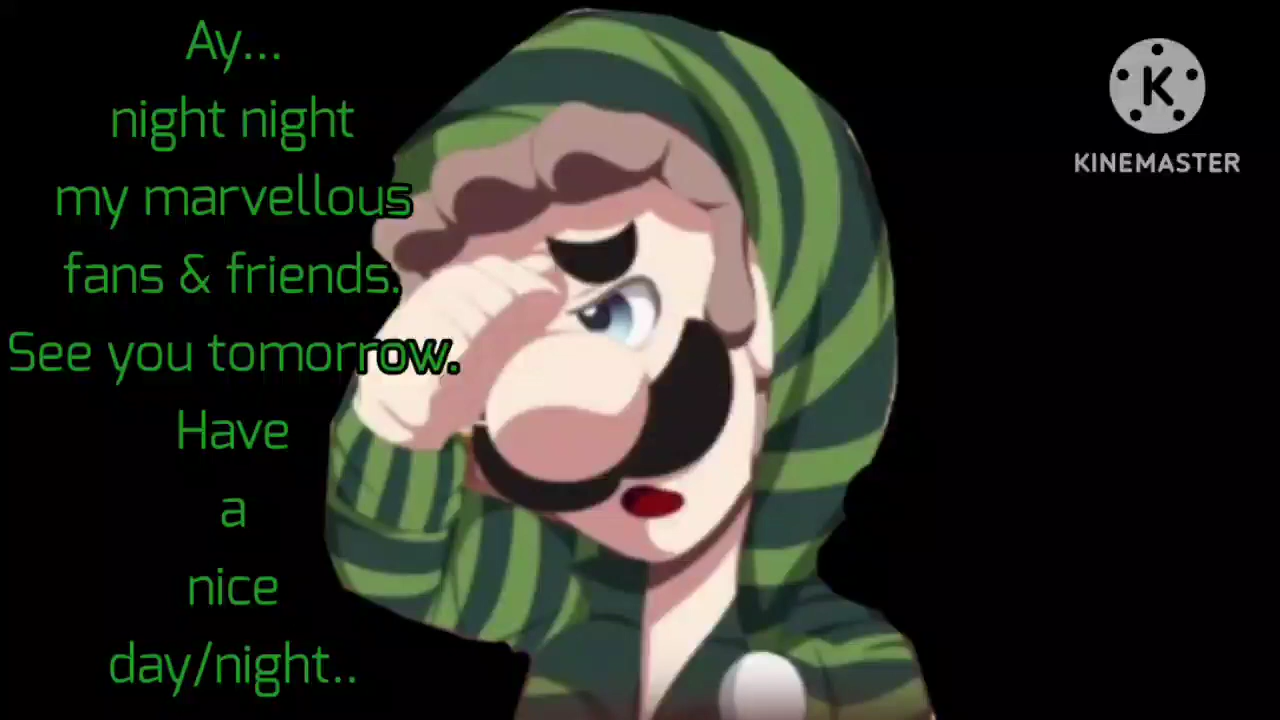 Ay...
night night
my marvellous
fans & friends.
See you tomorrow.
Have
a
nice
day/night..
K
KINEMASTER